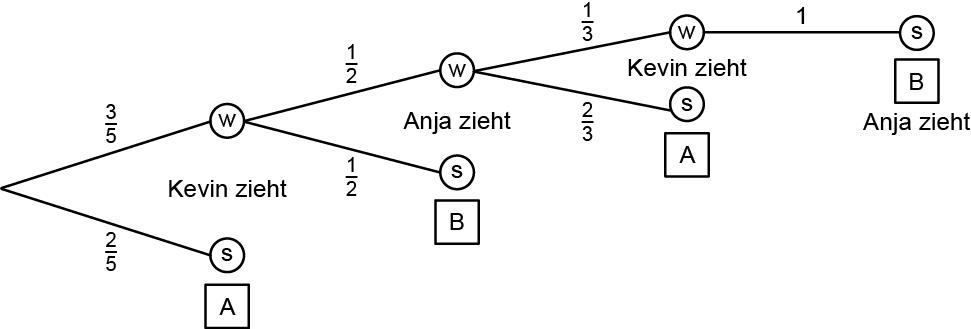 1/3
1
w
s
1/2
w
Kevin zieht
B
3/5
w
Anja zieht
2/3
s
Anja zieht
A
1/2
s
Kevin zieht
B
2/5
s
A